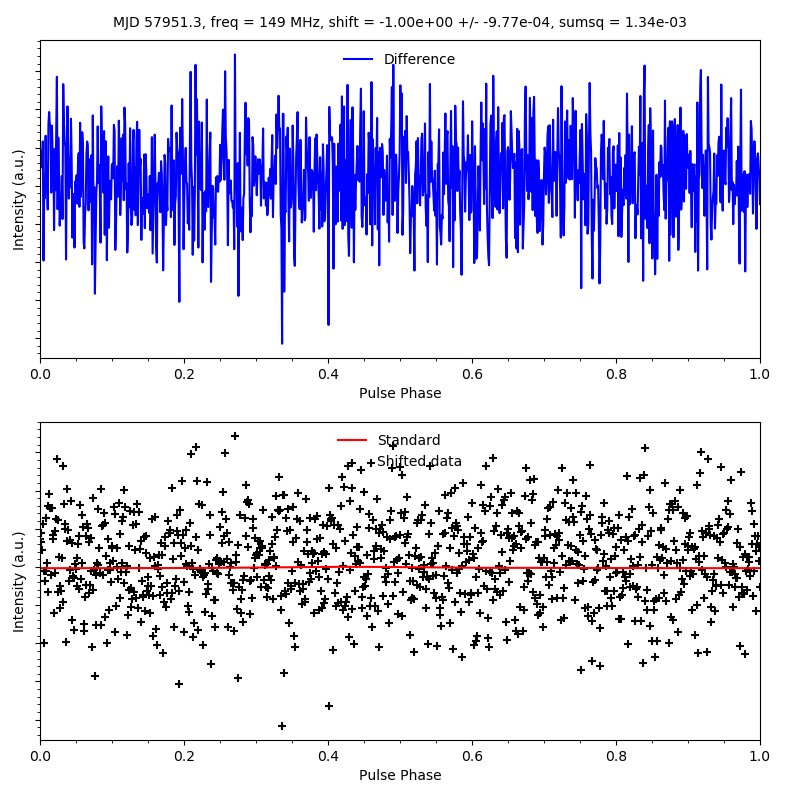 MJD 57951.3, freq = 149 MHz, shift = -1.00e+00 +/- -9.77e-04, sumsq = 1.34e-03
Difference
Intensity (a.u.)
0.0 0.2 0.4 0.6 0.8 1.0
Pulse Phase
Standard
Shifted data
Intensity (a.u.)
0.0 0.2 0.4 0.6 0.8 1.0
Pulse Phase